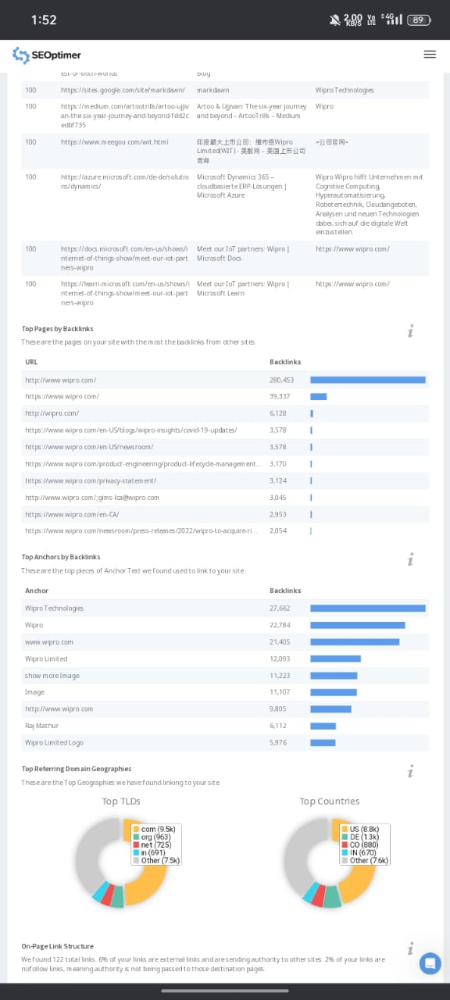 1:52
2.00 KB/S Vo LTE 4G 89
SEOptimer
est-of-both-worlds Blog
100 https://sites.google.com/site/markdawn/ markdawn Wipro Technologies
100 https://medium.com/artootrills/artoo-ujjiv Artoo & Ujjivan: The six-year journey Wipro
an-the-six-year-journey-and-beyond-fdd2c and beyond – ArtooTrills – Medium
edbf735
100 https://www.meegoo.com/wit.html 印度最大上市公司：维布络Wipro =公司官网=
Limited(WIT) - 美股网 – 美国上市公司
查询
100 https://azure.microsoft.com/de-de/solutio Microsoft Dynamics 365 – Wipro Wipro hilft Unternehmen mit
ns/dynamics/ cloudbasierte ERP-Lösungen | Cognitive Computing,
Microsoft Azure Hyperautomatisierung,
Robotertechnik, Cloudangeboten,
Analysen und neuen Technologien
dabei, sich auf die digitale Welt
einzustellen.
100 https://docs.microsoft.com/en-us/shows/i Meet our IoT partners: Wipro | https://www.wipro.com/
nternet-of-things-show/meet-our-iot-part Microsoft Docs
ners-wipro
100 https://learn.microsoft.com/en-us/shows/i Meet our IoT partners: Wipro | https://www.wipro.com/
nternet-of-things-show/meet-our-iot-part Microsoft Learn
ners-wipro
Top Pages by Backlinks i
These are the pages on your site with the most the backlinks from other sites.
URL Backlinks
http://www.wipro.com/ 280,453
https://www.wipro.com/ 39,337
http://wipro.com/ 6,128
https://www.wipro.com/en-US/blogs/wipro-insights/covid-19-updates/ 3,578
https://www.wipro.com/en-US/newsroom/ 3,578
https://www.wipro.com/product-engineering/product-lifecycle-management... 3,170
https://www.wipro.com/privacy-statement/ 3,124
http://www.wipro.com/;gims-lca@wipro.com 3,045
https://www.wipro.com/en-CA/ 2,953
https://www.wipro.com/newsroom/press-releases/2022/wipro-to-acquire-ri... 2,054
Top Anchors by Backlinks i
These are the top pieces of Anchor Text we found used to link to your site.
Anchor Backlinks
Wipro Technologies 27,662
Wipro 22,784
www.wipro.com 21,405
Wipro Limited 12,093
show more Image 11,223
Image 11,107
http://www.wipro.com 9,805
Raj Mathur 6,112
Wipro Limited Logo 5,976
Top Referring Domain Geographies i
These are the Top Geographies we have found linking to your site.
Top TLDs
com (9.5k)
org (963)
net (725)
in (691)
Other (7.5k)
Top Countries
US (8.8k)
DE (1.3k)
CO (880)
IN (670)
Other (7.6k)
On-Page Link Structure i
We found 122 total links. 6% of your links are external links and are sending authority to other sites. 2% of your links are
nofollow links, meaning authority is not being passed to those destination pages.